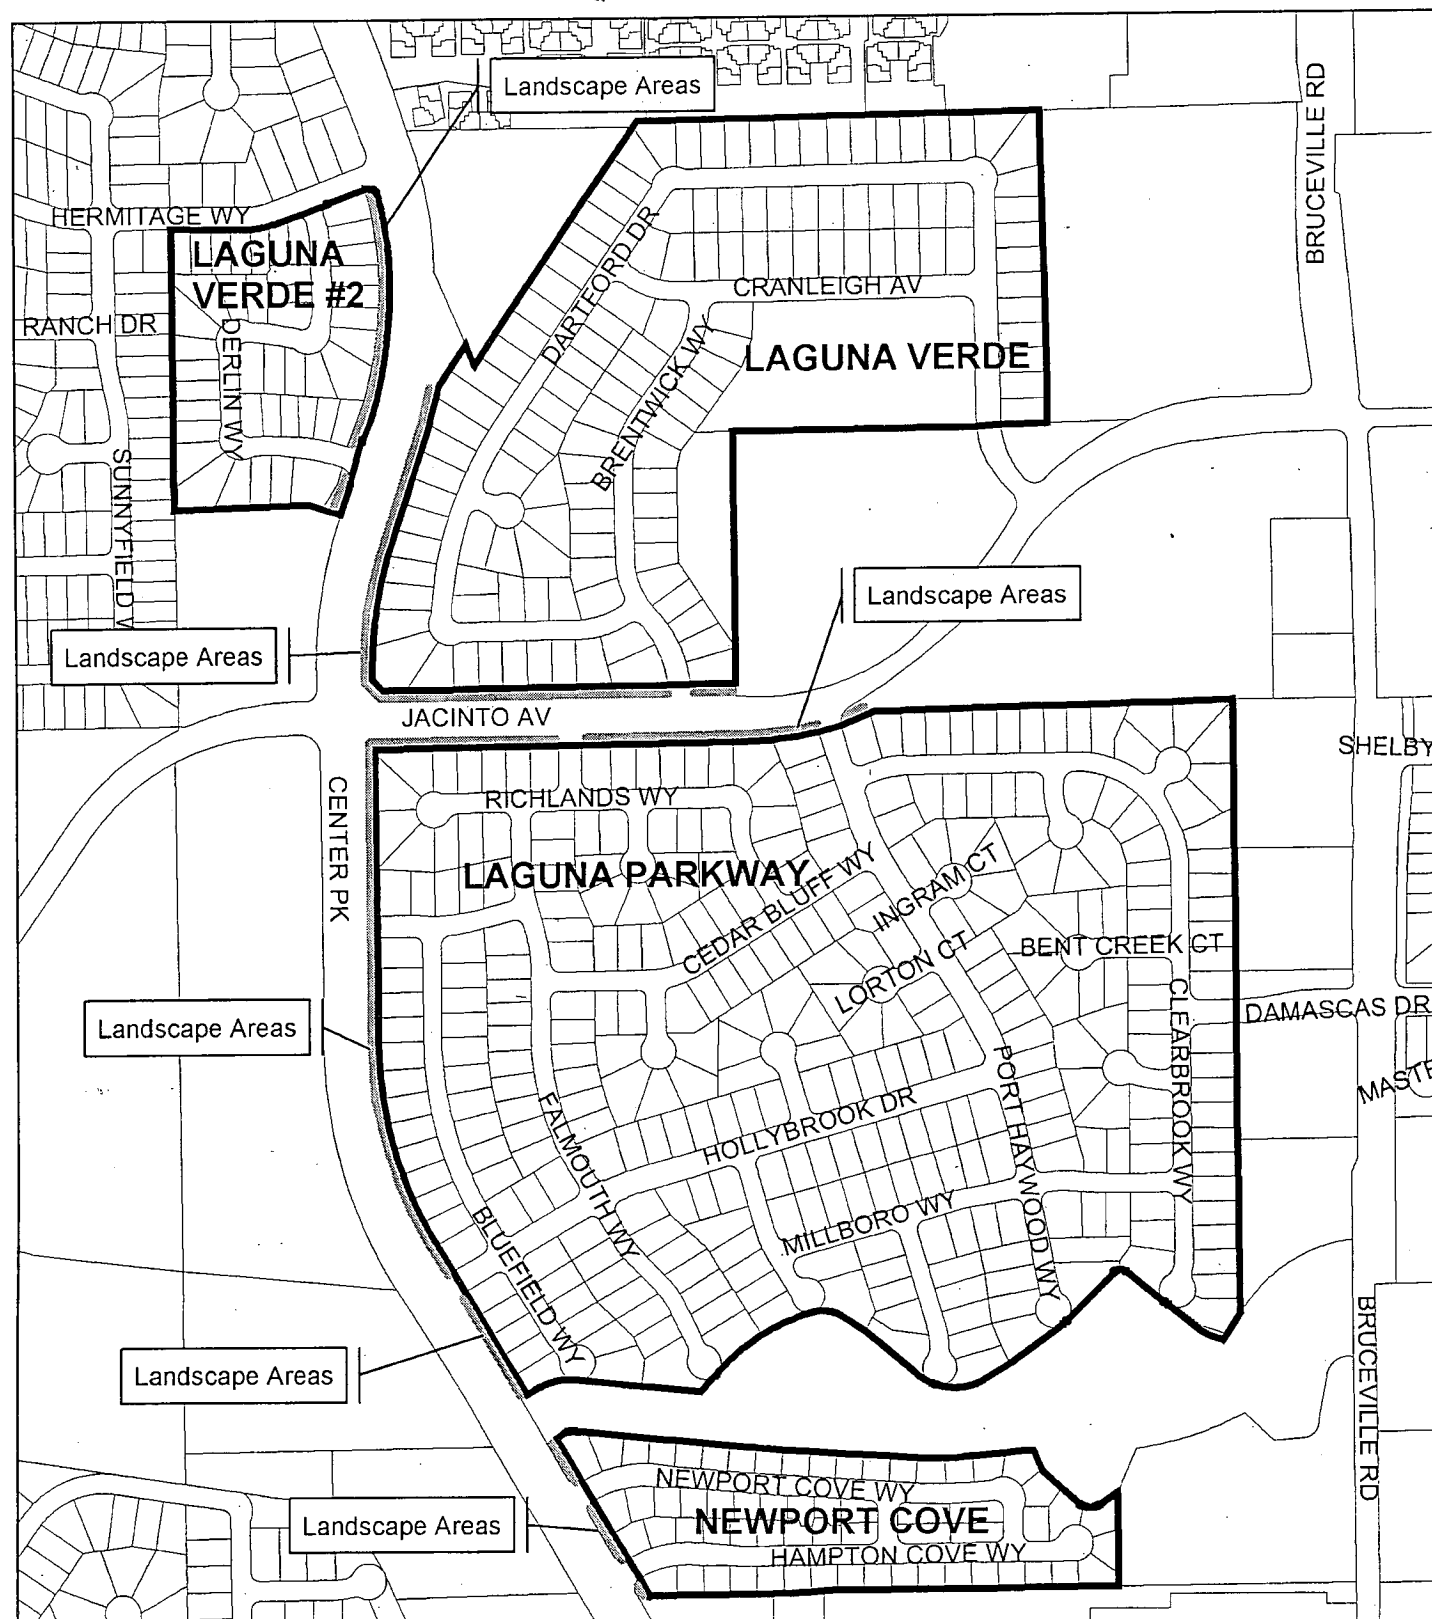 Landscape Areas
BRUCEVILLE RD
HERMITAGE WY
LAGUNA
VERDE #2
DARTFORD DR
CRANLEIGH AV
RANCH DR
DERLIN WY
BRENTWICK WY
LAGUNA VERDE
SUNNYFIELD
Landscape Areas
Landscape Areas
JACINTO AV
SHELBY
CENTER PK
RICHLANDS WY
LAGUNA PARKWAY
CEDAR BLUFF WY
INGRAM CT
LORTON CT
BENT CREEK CT
CLEARBROOK WY
DAMASCAS DR
Landscape Areas
PORT HAYWOOD WY
FALMOUTH WY
HOLLYBROOK DR
MILLBORO WY
BLUEFIELD WY
Landscape Areas
BRUCEVILLE RD
NEWPORT COVE WY
NEWPORT COVE
Landscape Areas
HAMPTON COVE WY